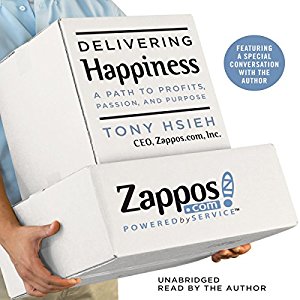 DELIVERING
Happiness
A PATH TO PROFITS,
PASSION, AND PURPOSE
TONY HSIEH
CEO, Zappos.com, Inc.
FEATURING
A SPECIAL
CONVERSATION
WITH THE
AUTHOR
Zappos
.com
POWERED by SERVICE™
UNABRIDGED
READ BY THE AUTHOR